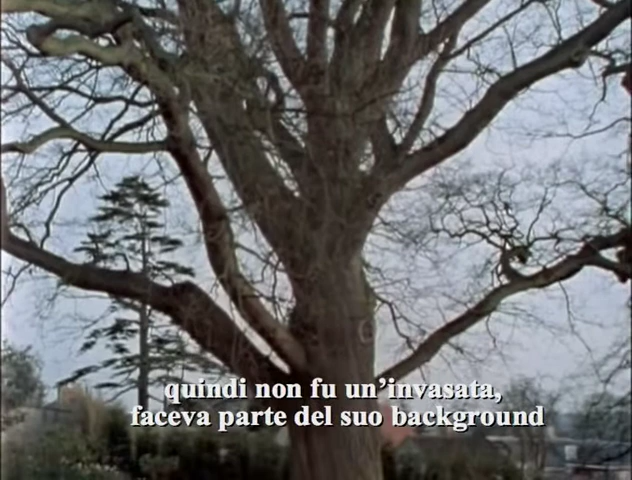 quindi non fu un'invasata,
faceva parte del suo background